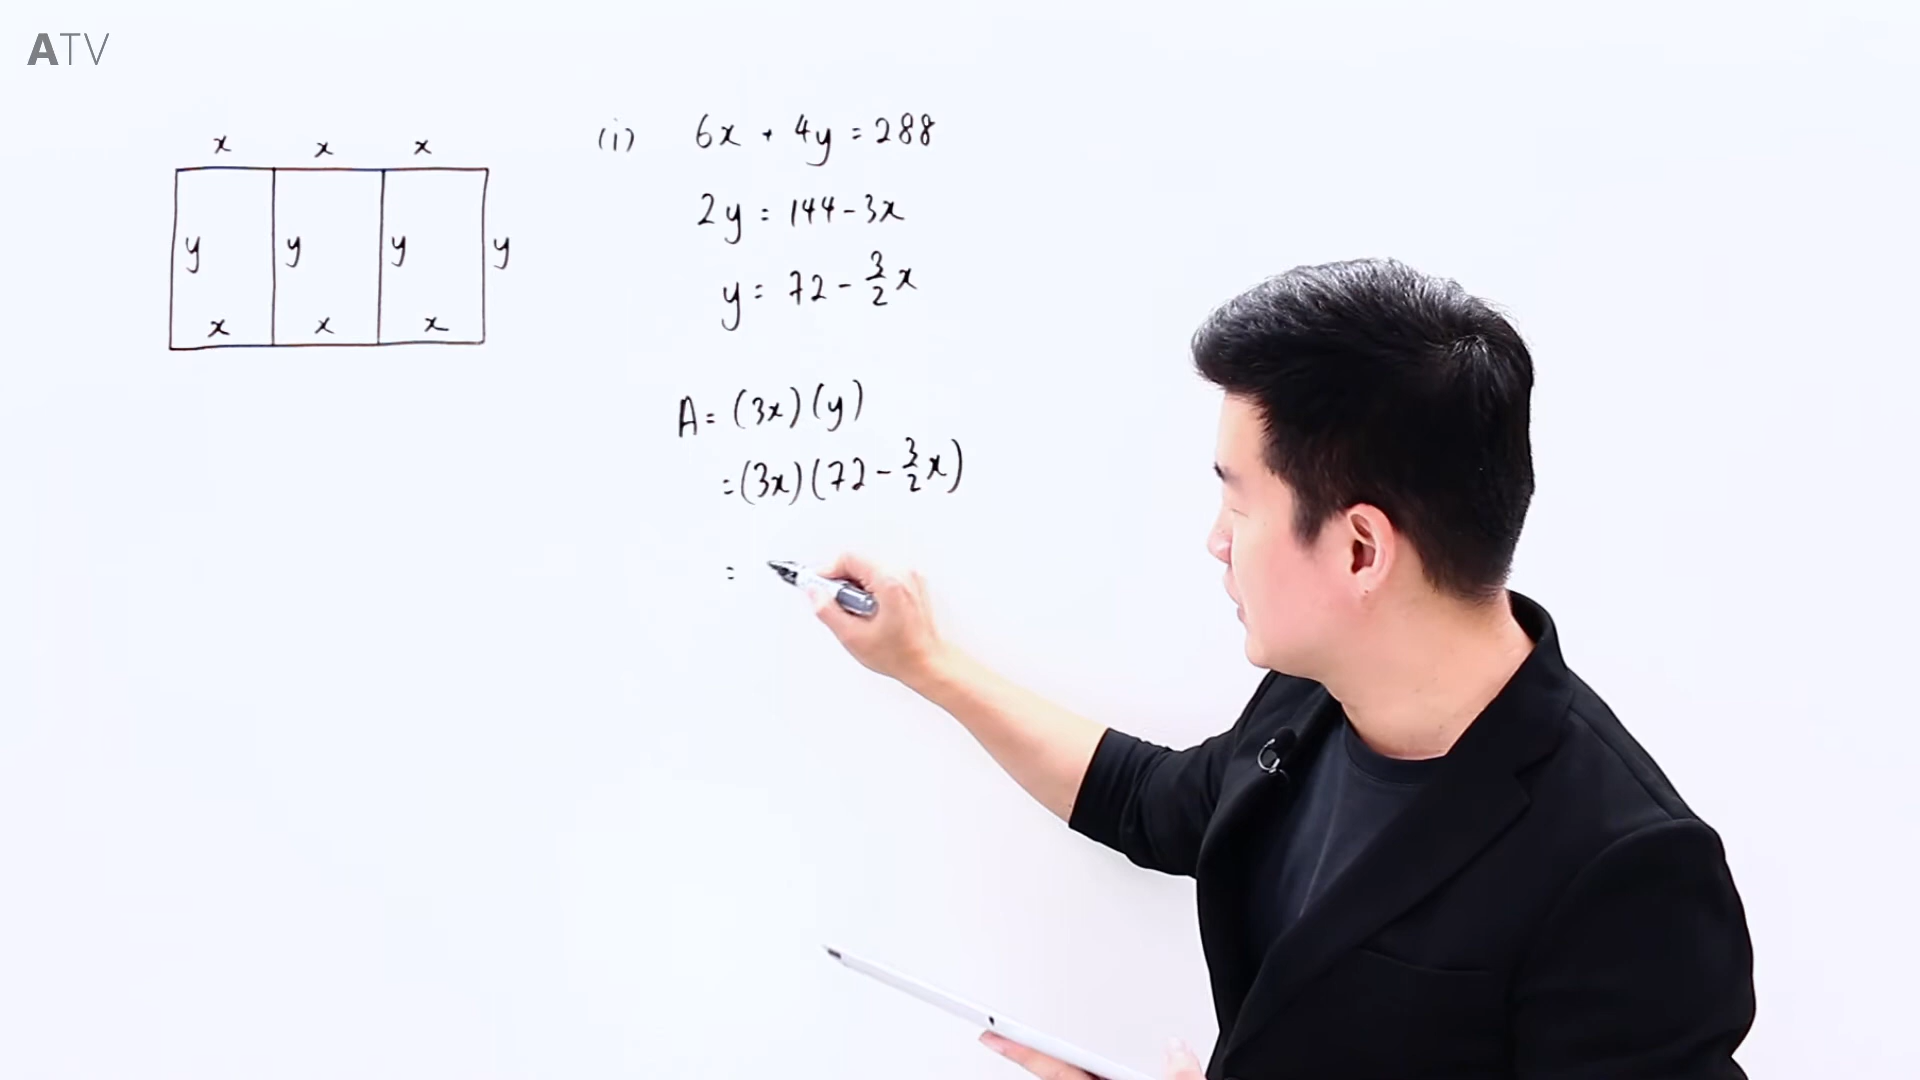 ATV
x x x
y y y y
x x x
(i) 6x + 4y = 288
2y = 144 - 3x
y = 72 - 3/2 x
A = (3x)(y)
= (3x)(72 - 3/2 x)
=